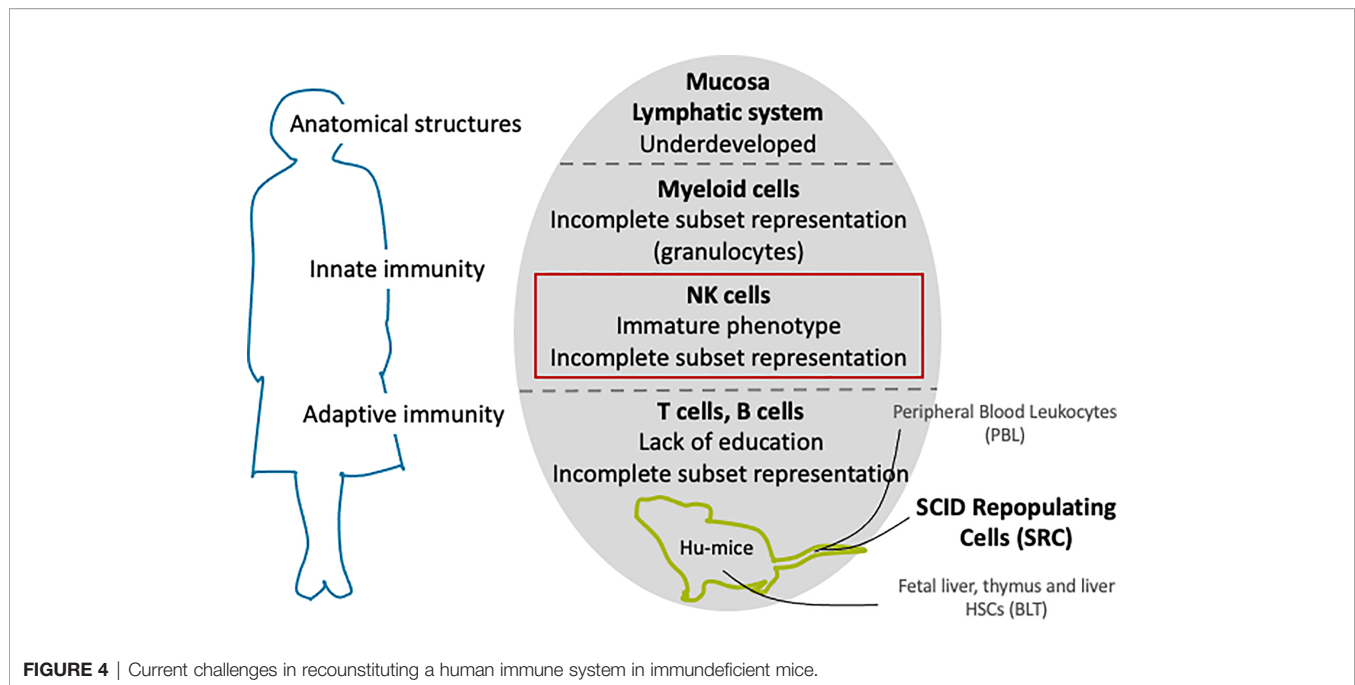 Anatomical structures
Innate immunity
Adaptive immunity
Mucosa
Lymphatic system
Underdeveloped
Myeloid cells
Incomplete subset representation
(granulocytes)
NK cells
Immature phenotype
Incomplete subset representation
T cells, B cells
Lack of education
Incomplete subset representation
Hu-mice
Peripheral Blood Leukocytes
(PBL)
SCID Repopulating
Cells (SRC)
Fetal liver, thymus and liver
HSCs (BLT)
FIGURE 4 | Current challenges in recounstituting a human immune system in immundeficient mice.